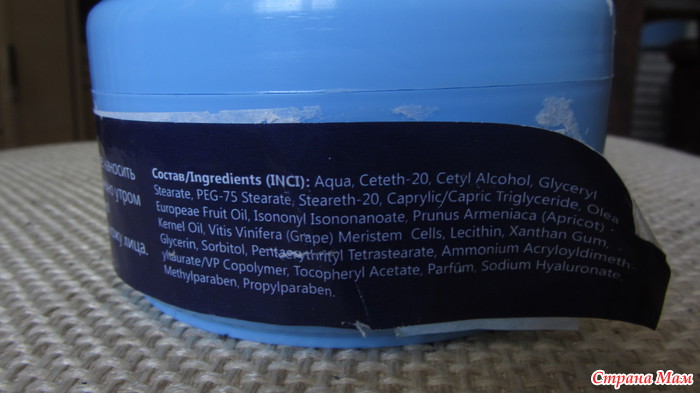 наносить
утром
лица.
Состав/Ingredients (INCI): Aqua, Ceteth-20, Cetyl Alcohol, Glyceryl
Stearate, PEG-75 Stearate, Steareth-20, Caprylic/Capric Triglyceride, Olea
Europeae Fruit Oil, Isononyl Isononanoate, Prunus Armeniaca (Apricot)
Kernel Oil, Vitis Vinifera (Grape) Meristem Cells, Lecithin, Xanthan Gum,
Glycerin, Sorbitol, Pentaerythrityl Tetrastearate, Ammonium Acryloyldimeth
yltaurate/VP Copolymer, Tocopheryl Acetate, Parfum, Sodium Hyaluronate
Methylparaben, Propylparaben.
Страна Мам